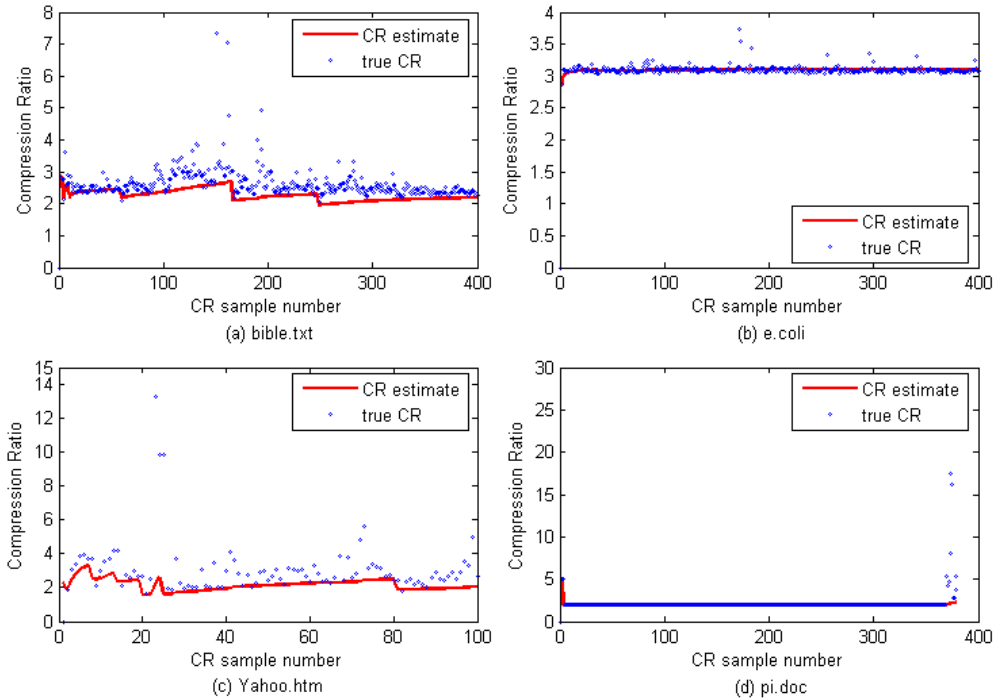 8
7
6
5
4
3
2
1
0
0
100
200
300
400
Compression Ratio
CR sample number
CR estimate
true CR
(a) bible.txt
4
3.5
3
2.5
2
1.5
1
0.5
0
0
100
200
300
400
Compression Ratio
CR sample number
CR estimate
true CR
(b) e.coli
15
14
12
10
8
6
4
2
0
0
20
40
60
80
100
Compression Ratio
CR sample number
CR estimate
true CR
(c) Yahoo.htm
30
25
20
15
10
5
0
0
100
200
300
400
Compression Ratio
CR sample number
CR estimate
true CR
(d) pi.doc